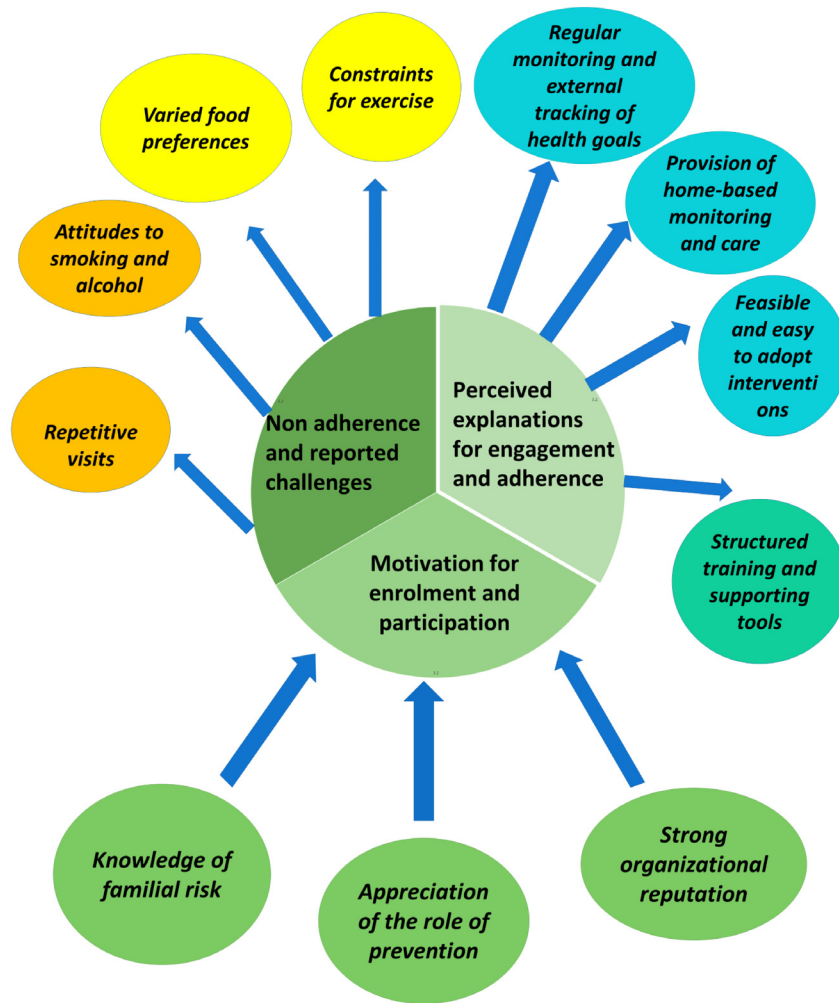 Regular
monitoring and
external
tracking of
health goals
Constraints
for exercise
Varied food
preferences
Provision of
home-based
monitoring
and care
Attitudes to
smoking and
alcohol
Feasible
and easy
to adopt
interventi
ons
Repetitive
visits
Non adherence
and reported
challenges
Perceived
explanations
for engagement
and adherence
Structured
training and
supporting
tools
Motivation for
enrolment and
participation
Knowledge of
familial risk
Appreciation
of the role of
prevention
Strong
organizational
reputation